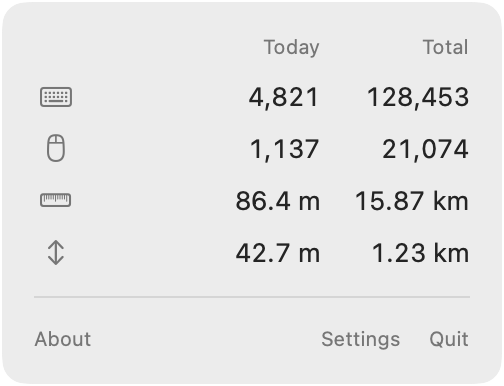 Today Total
4,821 128,453
1,137 21,074
86.4 m 15.87 km
42.7 m 1.23 km
About Settings Quit